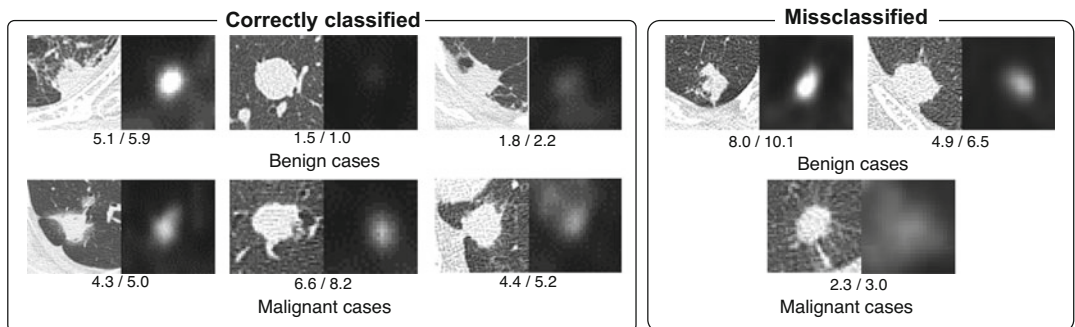 Correctly classified
5.1 / 5.9
1.5 / 1.0
1.8 / 2.2
Benign cases
4.3 / 5.0
6.6 / 8.2
4.4 / 5.2
Malignant cases
Missclassified
8.0 / 10.1
4.9 / 6.5
Benign cases
2.3 / 3.0
Malignant cases